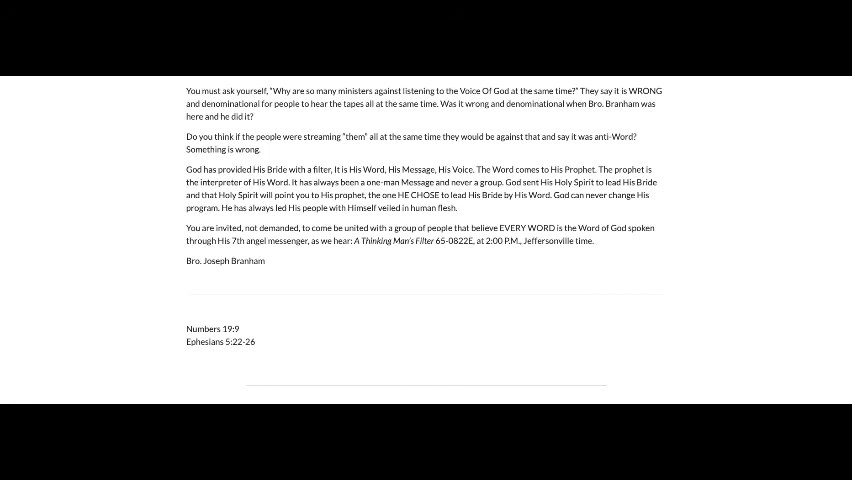 You must ask yourself, “Why are so many ministers against listening to the Voice Of God at the same time?” They say it is WRONG
and denominational for people to hear the tapes all at the same time. Was it wrong and denominational when Bro. Branham was
here and he did it?
Do you think if the people were streaming “them” all at the same time they would be against that and say it was anti-Word?
Something is wrong.
God has provided His Bride with a filter, It is His Word, His Message, His Voice. The Word comes to His Prophet. The prophet is
the interpreter of His Word. It has always been a one-man Message and never a group. God sent His Holy Spirit to lead His Bride
and that Holy Spirit will point you to His prophet, the one HE CHOSE to lead His Bride by His Word. God can never change His
program. He has always led His people with Himself veiled in human flesh.
You are invited, not demanded, to come be united with a group of people that believe EVERY WORD is the Word of God spoken
through His 7th angel messenger, as we hear: A Thinking Man’s Filter 65-0822E, at 2:00 P.M., Jeffersonville time.
Bro. Joseph Branham
Numbers 19:9
Ephesians 5:22-26